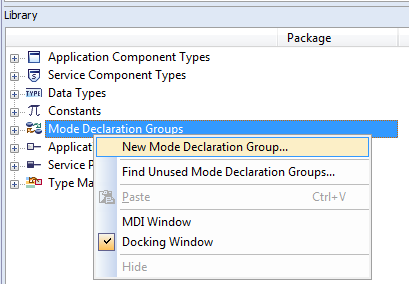 Library
Package
Application Component Types
Service Component Types
TYPE Data Types
π Constants
Mode Declaration Groups
Applic
New Mode Declaration Group...
Service P
Find Unused Mode Declaration Groups...
Type Ma
Paste Ctrl+V
MDI Window
Docking Window
Hide